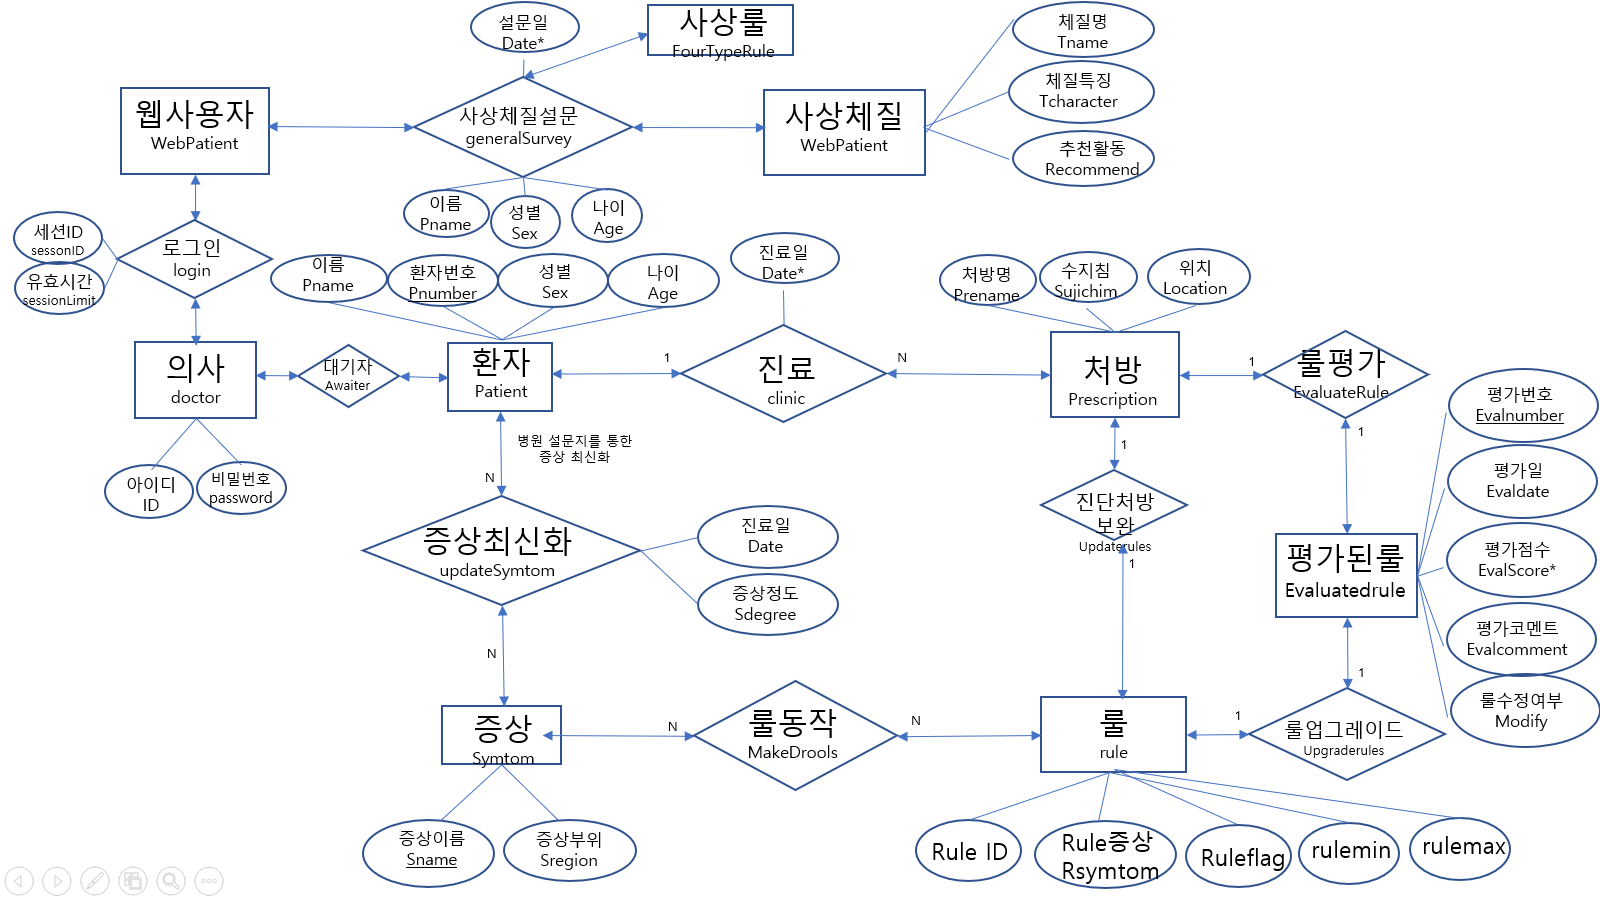 설문일
Date*
사상룰
FourTypeRule
체질명
Tname
체질특징
Tcharacter
추천활동
Recommend
웹사용자
WebPatient
사상체질설문
generalSurvey
사상체질
WebPatient
이름
Pname
성별
Sex
나이
Age
세션ID
sessonID
유효시간
sessionLimit
로그인
login
이름
Pname
환자번호
Pnumber
성별
Sex
나이
Age
진료일
Date*
처방명
Prename
수지침
Sujichim
위치
Location
의사
doctor
대기자
Awaiter
환자
Patient
1
진료
clinic
N
처방
Prescription
1
룰평가
EvaluateRule
1
평가번호
Evalnumber
평가일
Evaldate
평가점수
EvalScore*
평가코멘트
Evalcomment
룰수정여부
Modify
아이디
ID
비밀번호
password
병원 설문지를 통한
증상 최신화
N
증상최신화
updateSymtom
진료일
Date
증상정도
Sdegree
1
진단처방
보완
Updaterules
1
평가된룰
Evaluatedrule
N
1
증상
Symtom
N
룰동작
MakeDrools
N
룰
rule
1
룰업그레이드
Upgraderules
증상이름
Sname
증상부위
Sregion
Rule ID
Rule증상
Rsymtom
Ruleflag
rulemin
rulemax